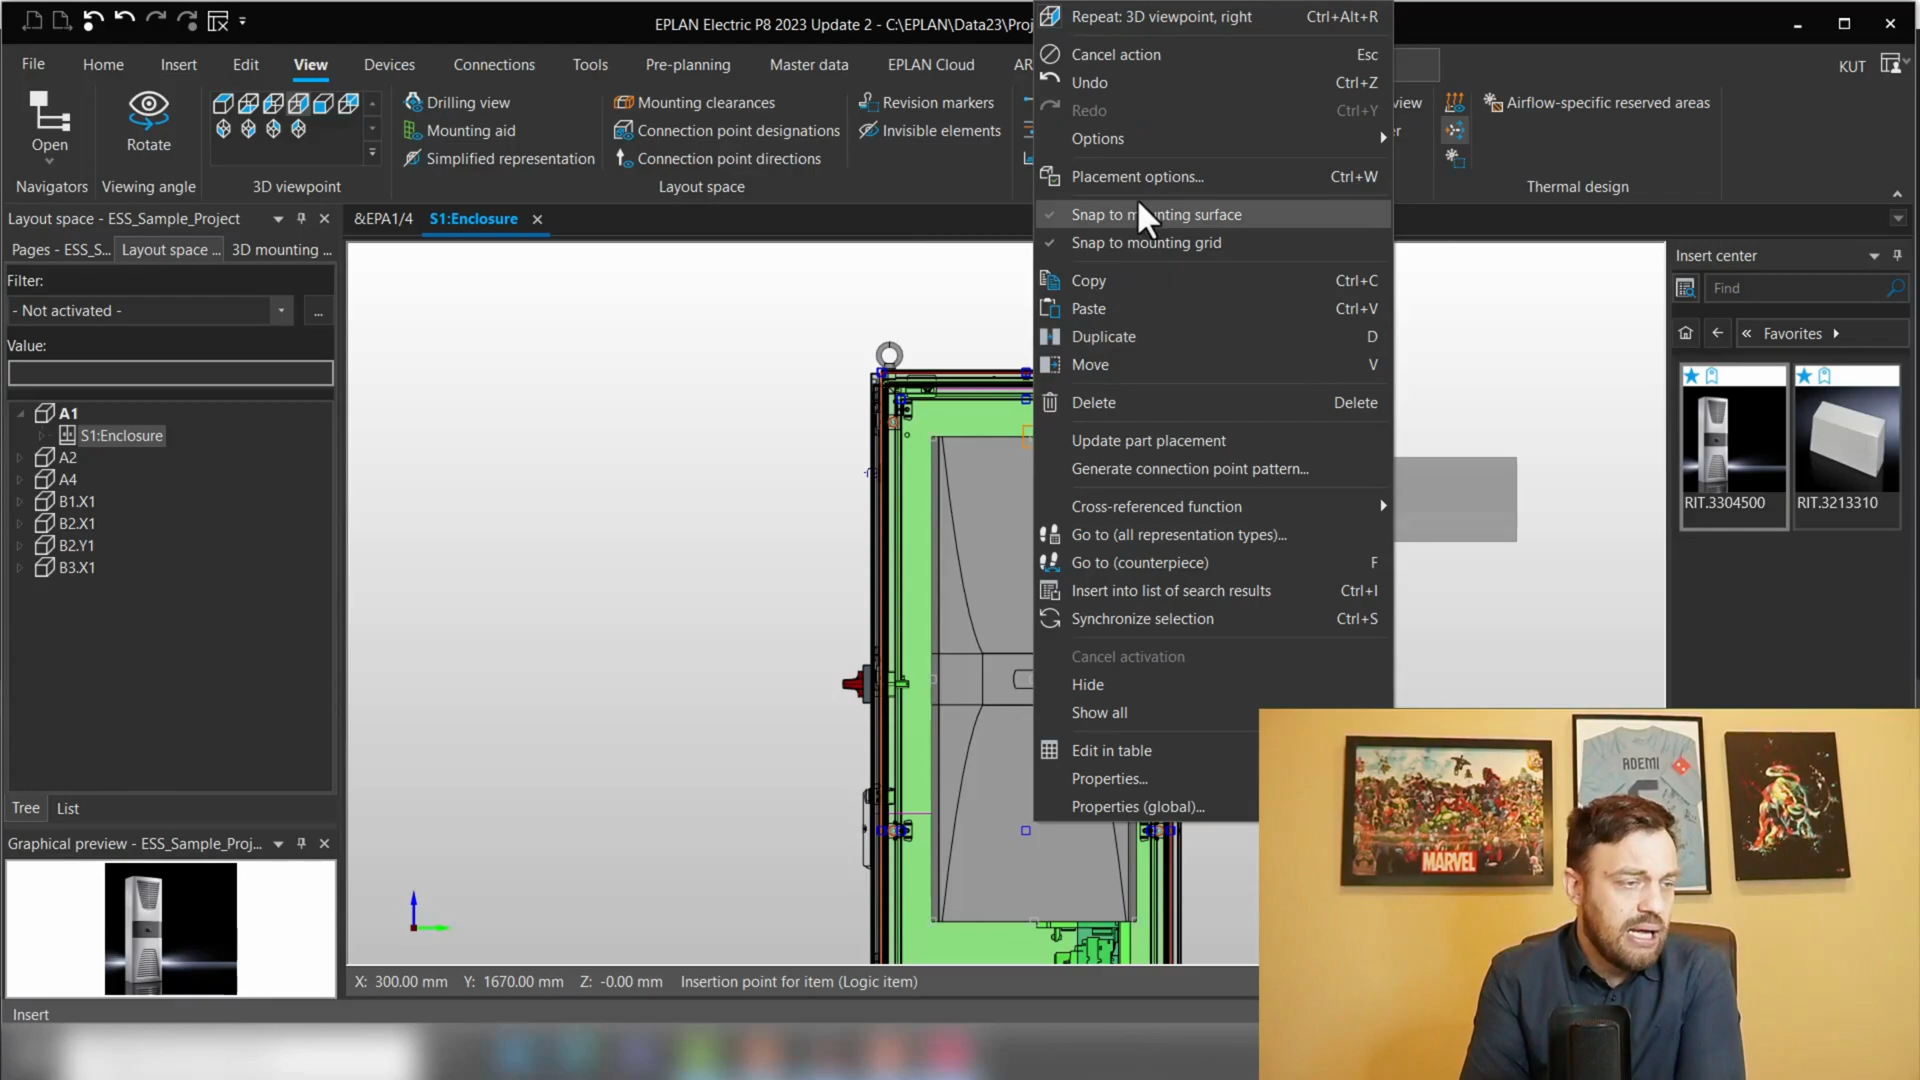 EPLAN Electric P8 2023 Update 2 - C:\EPLAN\Data23\Proj
File
Home
Insert
Edit
View
Devices
Connections
Tools
Pre-planning
Master data
EPLAN Cloud
AR
KUT
Open
Rotate
Drilling view
Mounting aid
Simplified representation
Mounting clearances
Connection point designations
Connection point directions
Revision markers
Invisible elements
Airflow-specific reserved areas
Navigators
Viewing angle
3D viewpoint
Layout space
Thermal design
Layout space - ESS_Sample_Project
Pages - ESS_S...
Layout space ...
3D mounting ...
Filter:
- Not activated -
...
Value:
A1
S1:Enclosure
A2
A4
B1.X1
B2.X1
B2.Y1
B3.X1
Tree
List
Graphical preview - ESS_Sample_Proj...
&EPA1/4
S1:Enclosure
Repeat: 3D viewpoint, right Ctrl+Alt+R
Cancel action Esc
Undo Ctrl+Z
Redo Ctrl+Y
Options
Placement options... Ctrl+W
Snap to mounting surface
Snap to mounting grid
Copy Ctrl+C
Paste Ctrl+V
Duplicate D
Move V
Delete Delete
Update part placement
Generate connection point pattern...
Cross-referenced function
Go to (all representation types)...
Go to (counterpiece) F
Insert into list of search results Ctrl+I
Synchronize selection Ctrl+S
Cancel activation
Hide
Show all
Edit in table
Properties...
Properties (global)...
Insert center
Find
« Favorites
RIT.3304500
RIT.3213310
X: 300.00 mm Y: 1670.00 mm Z: -0.00 mm Insertion point for item (Logic item)
Insert
MARVEL
ADEMI